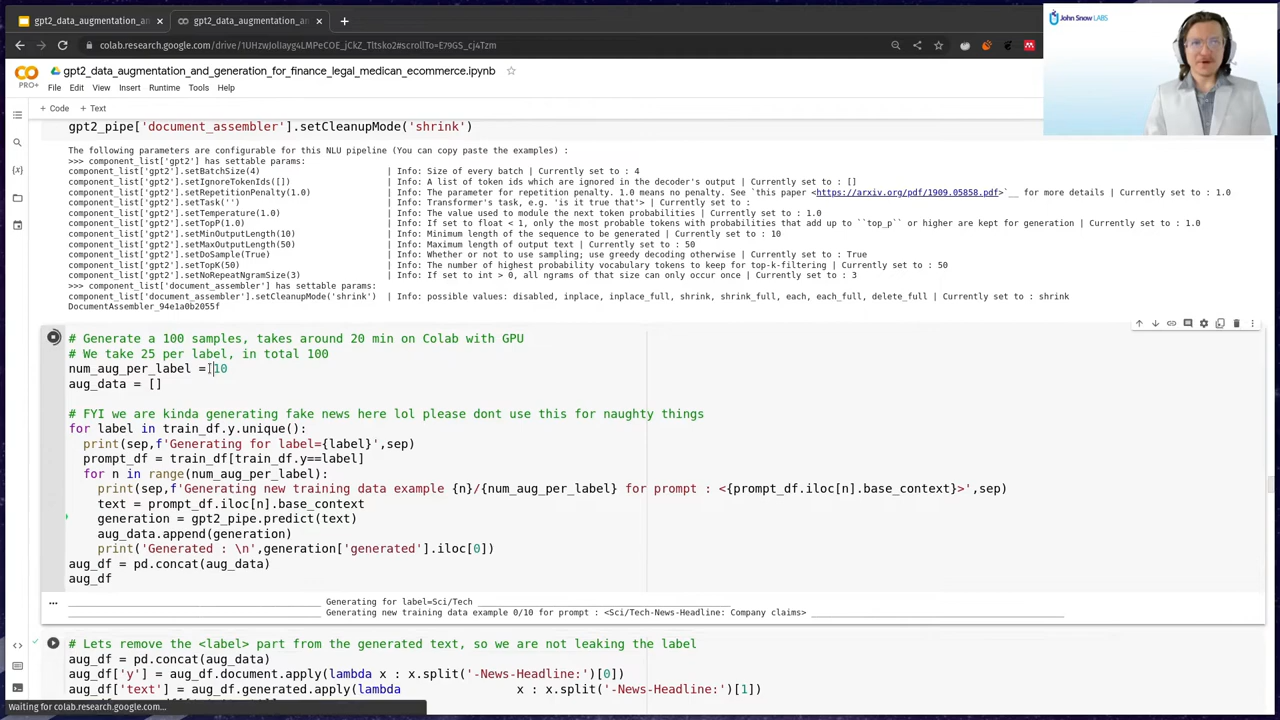 gpt2_data_augmentation_an
gpt2_data_augmentation_an
colab.research.google.com/drive/1UHzwJolIayg4LMPeCOE_jCkZ_Tltsko2#scrollTo=E79GS_cj4Tzm
John Snow LABS
PRO+
gpt2_data_augmentation_and_generation_for_finance_legal_medican_ecommerce.ipynb
File Edit View Insert Runtime Tools Help
+ Code + Text
gpt2_pipe['document_assembler'].setCleanupMode('shrink')
The following parameters are configurable for this NLU pipeline (You can copy paste the examples) :
>>> component_list['gpt2'] has settable params:
component_list['gpt2'].setBatchSize(4) | Info: Size of every batch | Currently set to : 4
component_list['gpt2'].setIgnoreTokenIds([]) | Info: A list of token ids which are ignored in the decoder's output | Currently set to : []
component_list['gpt2'].setRepetitionPenalty(1.0) | Info: The parameter for repetition penalty. 1.0 means no penalty. See `this paper <https://arxiv.org/pdf/1909.05858.pdf>`__ for more details | Currently set to : 1.0
component_list['gpt2'].setTask('') | Info: Transformer's task, e.g. 'is it true that'> | Currently set to :
component_list['gpt2'].setTemperature(1.0) | Info: The value used to module the next token probabilities | Currently set to : 1.0
component_list['gpt2'].setTopP(1.0) | Info: If set to float < 1, only the most probable tokens with probabilities that add up to ``top_p`` or higher are kept for generation | Currently set to : 1.0
component_list['gpt2'].setMinOutputLength(10) | Info: Minimum length of the sequence to be generated | Currently set to : 10
component_list['gpt2'].setMaxOutputLength(50) | Info: Maximum length of output text | Currently set to : 50
component_list['gpt2'].setDoSample(True) | Info: Whether or not to use sampling; use greedy decoding otherwise | Currently set to : True
component_list['gpt2'].setTopK(50) | Info: The number of highest probability vocabulary tokens to keep for top-k-filtering | Currently set to : 50
component_list['gpt2'].setNoRepeatNgramSize(3) | Info: If set to int > 0, all ngrams of that size can only occur once | Currently set to : 3
>>> component_list['document_assembler'] has settable params:
component_list['document_assembler'].setCleanupMode('shrink') | Info: possible values: disabled, inplace, inplace_full, shrink, shrink_full, each, each_full, delete_full | Currently set to : shrink
DocumentAssembler_94e1a0b2055f
# Generate a 100 samples, takes around 20 min on Colab with GPU
# We take 25 per label, in total 100
num_aug_per_label = 10
aug_data = []
# FYI we are kinda generating fake news here lol please dont use this for naughty things
for label in train_df.y.unique():
print(sep,f'Generating for label={label}',sep)
prompt_df = train_df[train_df.y==label]
for n in range(num_aug_per_label):
print(sep,f'Generating new training data example {n}/{num_aug_per_label} for prompt : <{prompt_df.iloc[n].base_context}>',sep)
text = prompt_df.iloc[n].base_context
generation = gpt2_pipe.predict(text)
aug_data.append(generation)
print('Generated : \n',generation['generated'].iloc[0])
aug_df = pd.concat(aug_data)
aug_df
Generating for label=Sci/Tech
Generating new training data example 0/10 for prompt : <Sci/Tech-News-Headline: Company claims>
# Lets remove the <label> part from the generated text, so we are not leaking the label
aug_df = pd.concat(aug_data)
aug_df['y'] = aug_df.document.apply(lambda x : x.split('-News-Headline:')[0])
aug_df['text'] = aug_df.generated.apply(lambda x : x.split('-News-Headline:')[1])
Waiting for colab.research.google.com...